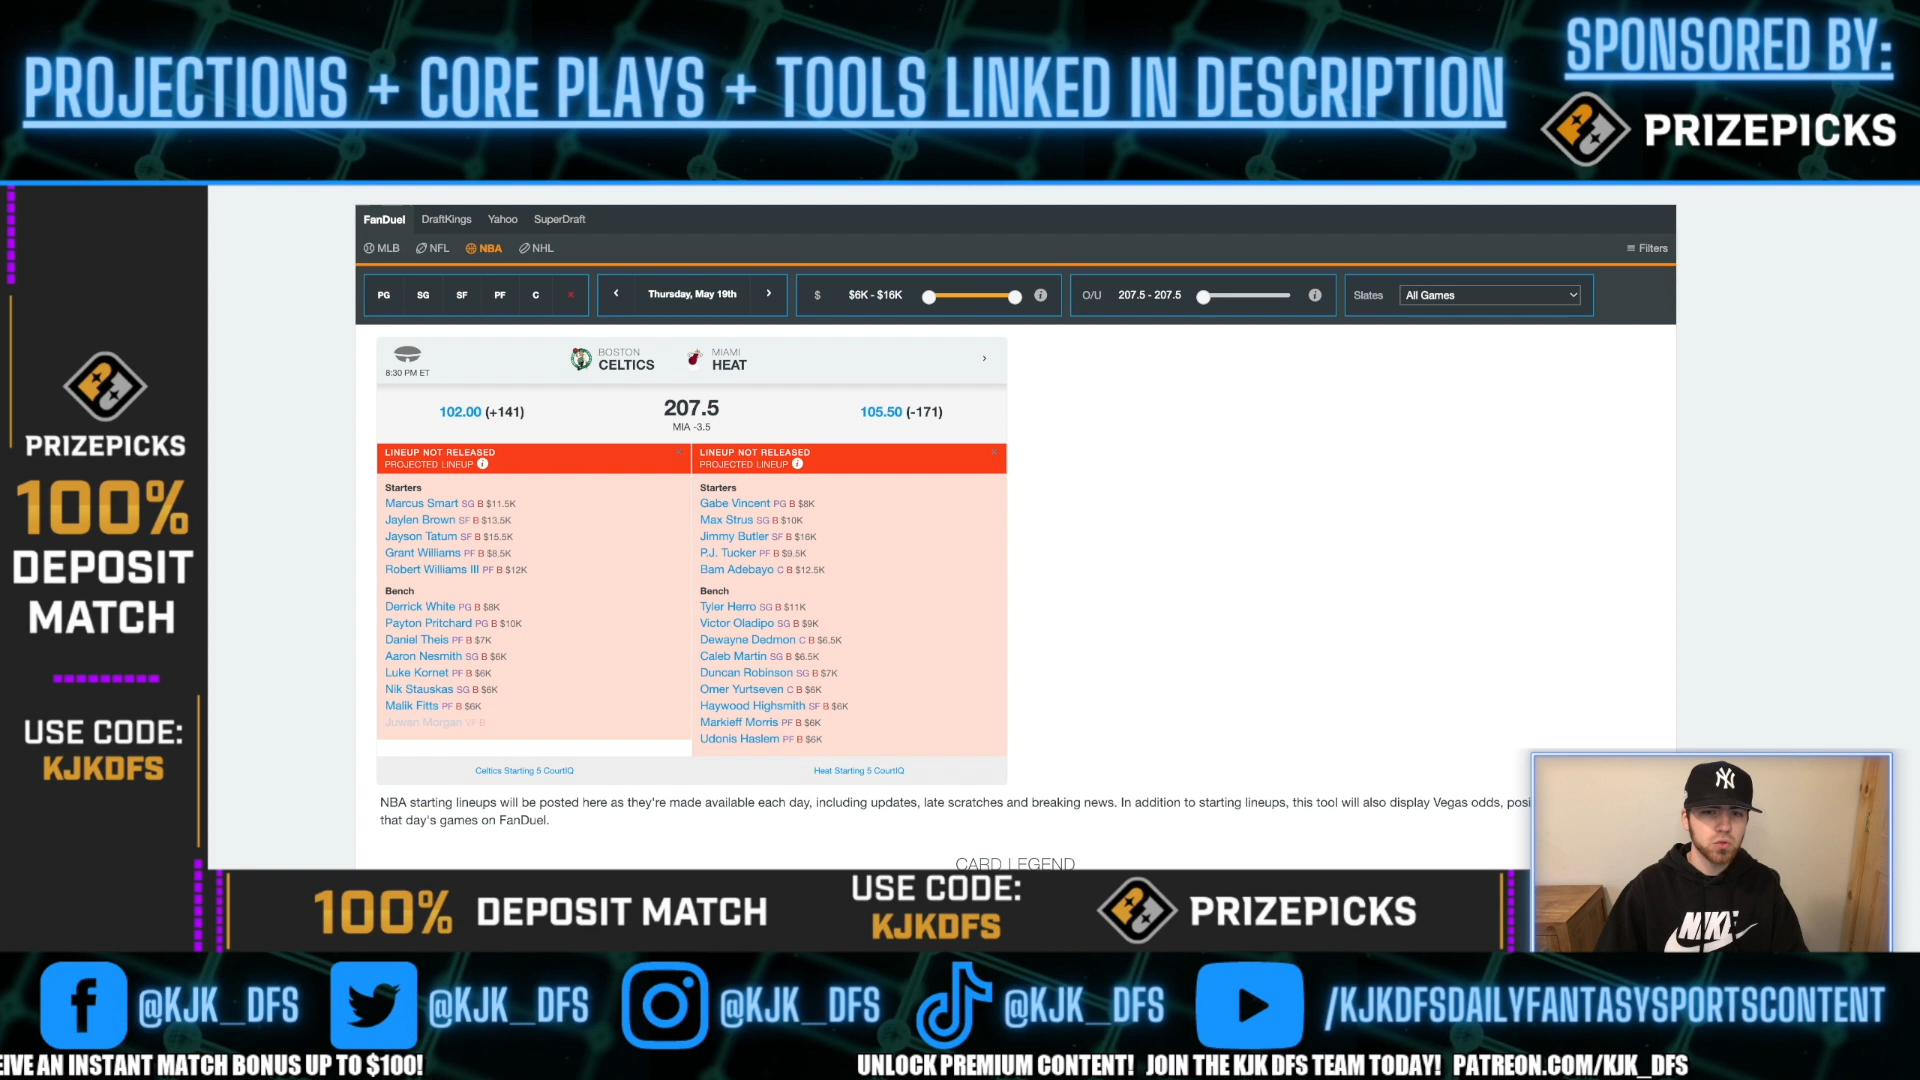 PROJECTIONS + CORE PLAYS + TOOLS LINKED IN DESCRIPTION
SPONSORED BY:
PRIZEPICKS
FanDuel DraftKings Yahoo SuperDraft
MLB NFL NBA NHL
Filters
PG SG SF PF C ×
‹ Thursday, May 19th ›
$ $6K - $16K
O/U 207.5 - 207.5
Slates All Games
8:30 PM ET
BOSTON
CELTICS
MIAMI
HEAT
102.00 (+141)
207.5
MIA -3.5
105.50 (-171)
LINEUP NOT RELEASED
PROJECTED LINEUP
Starters
Marcus Smart SG B $11.5K
Jaylen Brown SF B $13.5K
Jayson Tatum SF B $15.5K
Grant Williams PF B $8.5K
Robert Williams III PF B $12K
Bench
Derrick White PG B $8K
Payton Pritchard PG B $10K
Daniel Theis PF B $7K
Aaron Nesmith SG B $6K
Luke Kornet PF B $6K
Nik Stauskas SG B $6K
Malik Fitts PF B $6K
Juwan Morgan VF B
LINEUP NOT RELEASED
PROJECTED LINEUP
Starters
Gabe Vincent PG B $8K
Max Strus SG B $10K
Jimmy Butler SF B $16K
P.J. Tucker PF B $9.5K
Bam Adebayo C B $12.5K
Bench
Tyler Herro SG B $11K
Victor Oladipo SG B $9K
Dewayne Dedmon C B $6.5K
Caleb Martin SG B $6.5K
Duncan Robinson SG B $7K
Omer Yurtseven C B $6K
Haywood Highsmith SF B $6K
Markieff Morris PF B $6K
Udonis Haslem PF B $6K
Celtics Starting 5 CourtIQ
Heat Starting 5 CourtIQ
NBA starting lineups will be posted here as they're made available each day, including updates, late scratches and breaking news. In addition to starting lineups, this tool will also display Vegas odds, posi
that day's games on FanDuel.
CARD LEGEND
PRIZEPICKS
100%
DEPOSIT
MATCH
USE CODE:
KJKDFS
100% DEPOSIT MATCH
USE CODE:
KJKDFS
PRIZEPICKS
NY
NIKE
@KJK_DFS
@KJK_DFS
@KJK_DFS
@KJK_DFS
/KJKDFSDAILYFANTASYSPORTSCONTENT
EIVE AN INSTANT MATCH BONUS UP TO $100!
UNLOCK PREMIUM CONTENT! JOIN THE KJK DFS TEAM TODAY! PATREON.COM/KJK_DFS